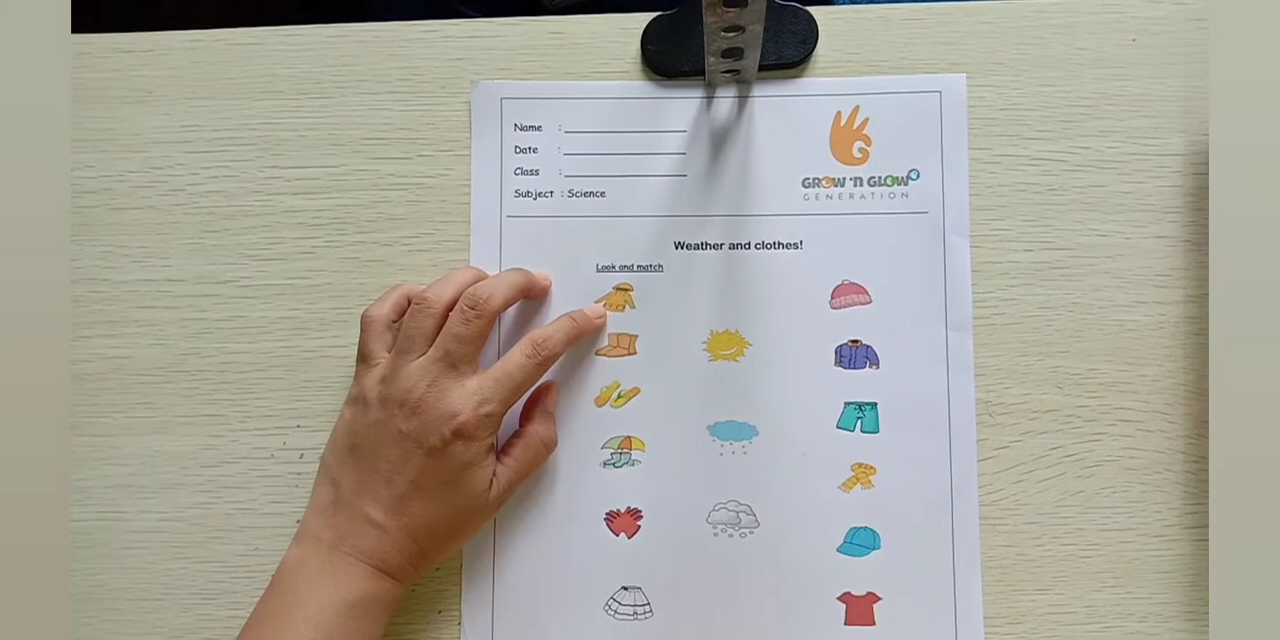 Name : 
Date : 
Class : 
Subject : Science
GROW 'N GLOW
GENERATION
Weather and clothes!
Look and match